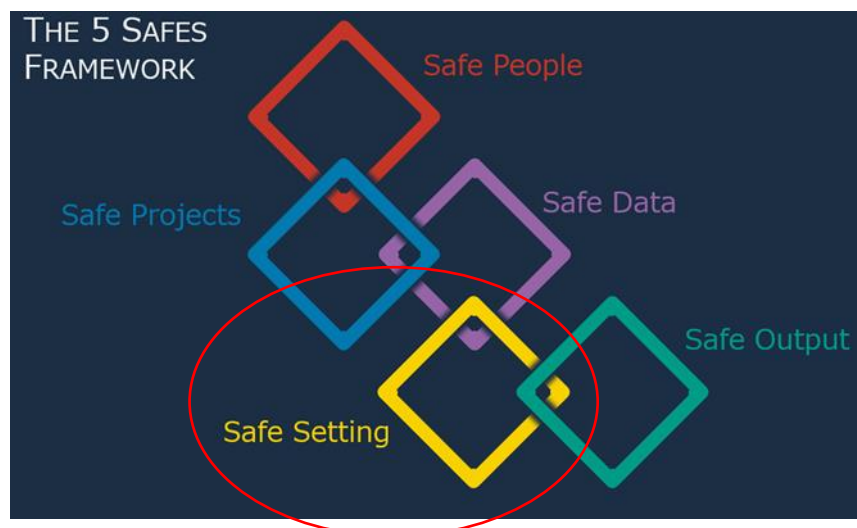 THE 5 SAFES
FRAMEWORK
Safe People
Safe Projects
Safe Data
Safe Output
Safe Setting